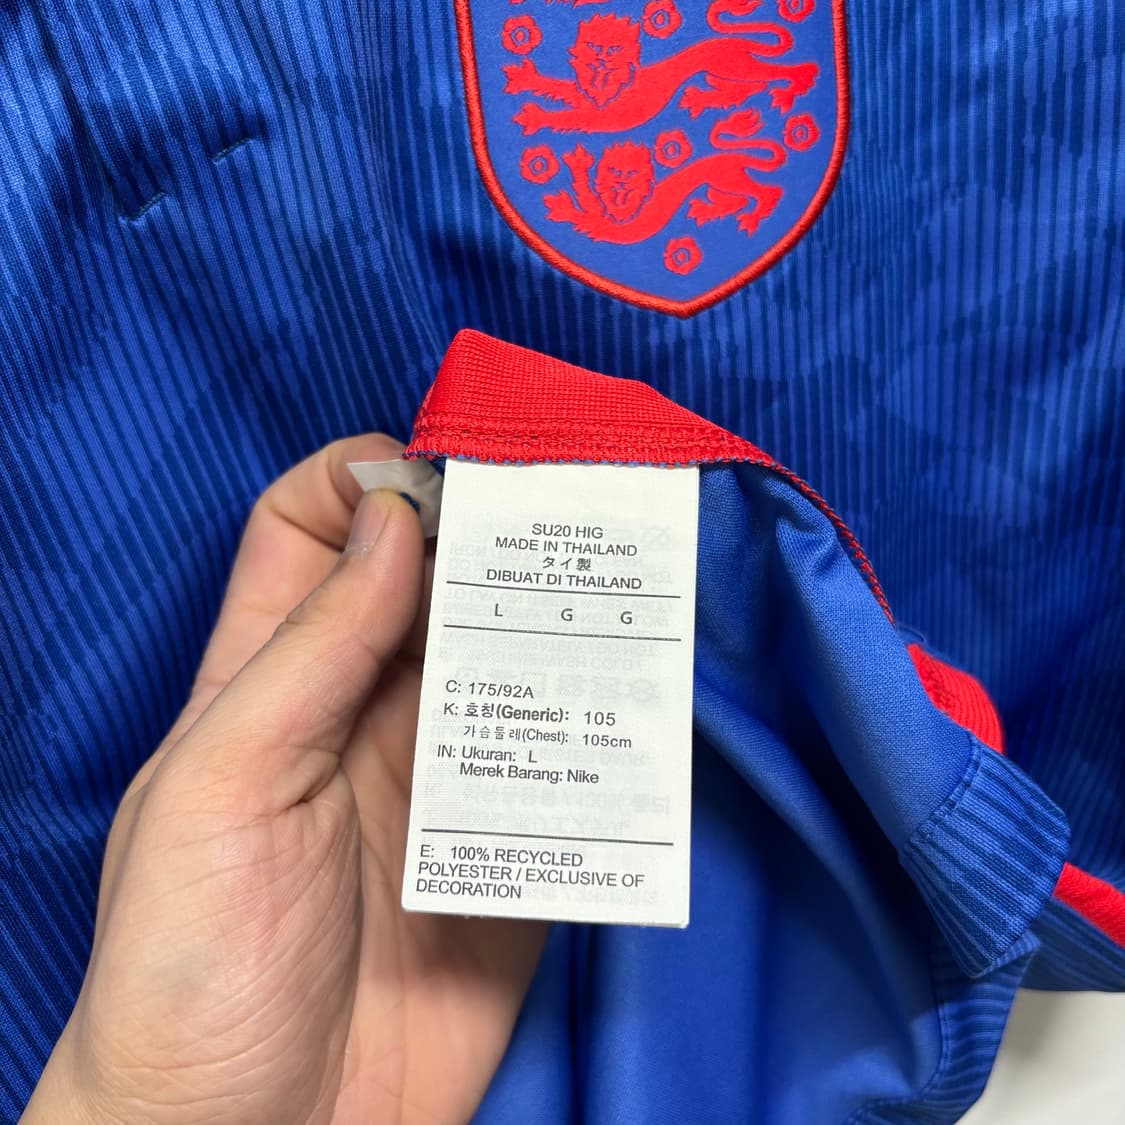 SU20 HIG
MADE IN THAILAND
タイ製
DIBUAT DI THAILAND
L G G
C: 175/92A
K: 호칭(Generic): 105
가슴둘레(Chest): 105cm
IN: Ukuran: L
Merek Barang: Nike
E: 100% RECYCLED
POLYESTER / EXCLUSIVE OF
DECORATION